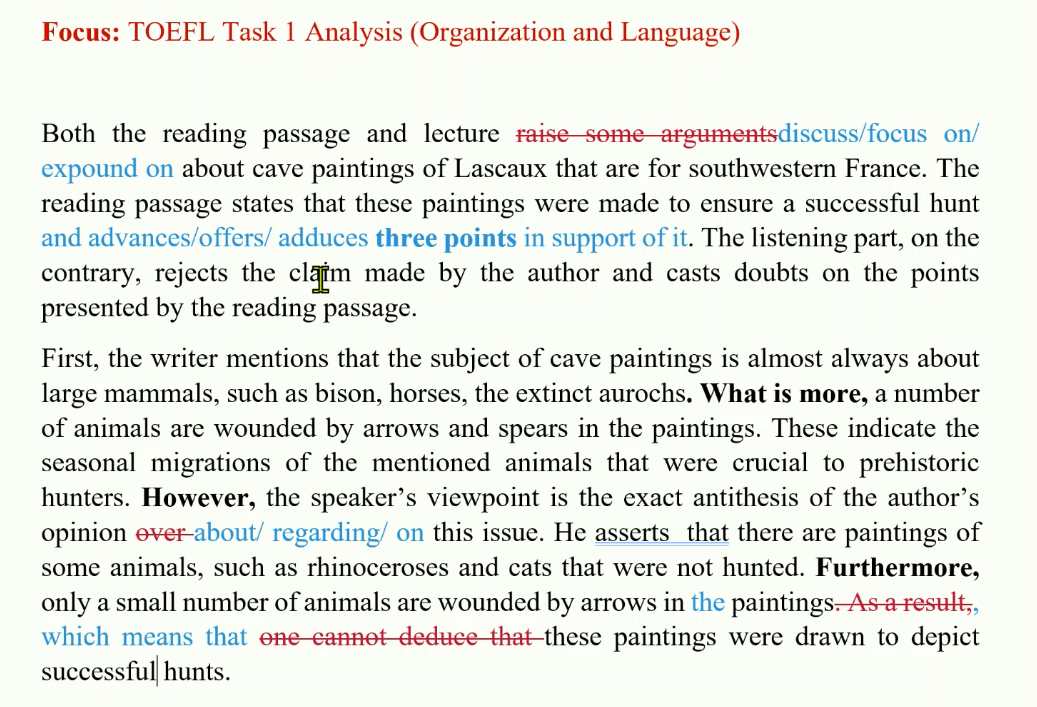 Focus: TOEFL Task 1 Analysis (Organization and Language)
Both the reading passage and lecture raise some argumentsdiscuss/focus on/
expound on about cave paintings of Lascaux that are for southwestern France. The
reading passage states that these paintings were made to ensure a successful hunt
and advances/offers/ adduces three points in support of it. The listening part, on the
contrary, rejects the claim made by the author and casts doubts on the points
presented by the reading passage.
First, the writer mentions that the subject of cave paintings is almost always about
large mammals, such as bison, horses, the extinct aurochs. What is more, a number
of animals are wounded by arrows and spears in the paintings. These indicate the
seasonal migrations of the mentioned animals that were crucial to prehistoric
hunters. However, the speaker's viewpoint is the exact antithesis of the author's
opinion over about/ regarding/ on this issue. He asserts that there are paintings of
some animals, such as rhinoceroses and cats that were not hunted. Furthermore,
only a small number of animals are wounded by arrows in the paintings. As a result,,
which means that one cannot deduce that these paintings were drawn to depict
successful hunts.